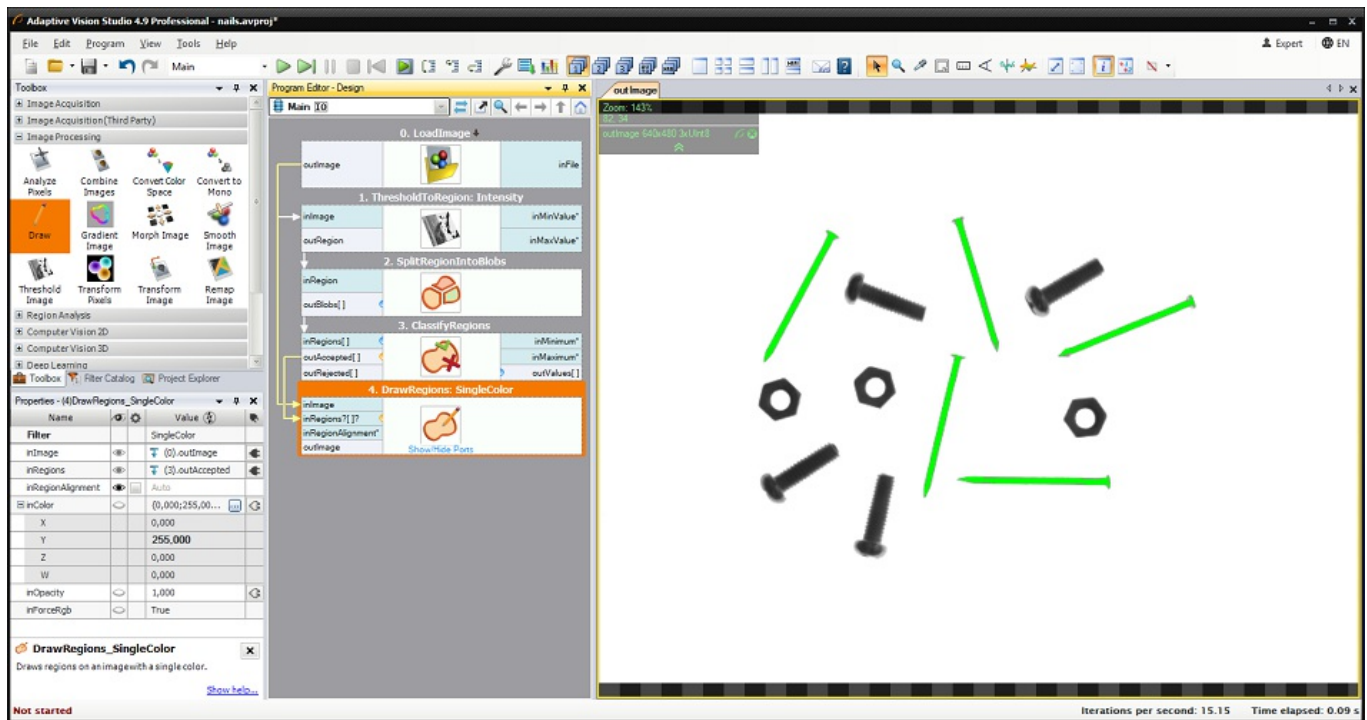 Adaptive Vision Studio 4.9 Professional - nails.avproj*
File Edit Program View Tools Help
Expert EN
Main
Toolbox
Image Acquisition
Image Acquisition (Third Party)
Image Processing
Analyze Pixels
Combine Images
Convert Color Space
Convert to Mono
Draw
Gradient Image
Morph Image
Smooth Image
Threshold Image
Transform Pixels
Transform Image
Remap Image
Region Analysis
Computer Vision 2D
Computer Vision 3D
Deep Learning
Toolbox Filter Catalog Project Explorer
Properties - (4)DrawRegions_SingleColor
Name Value
Filter SingleColor
inImage (0).outImage
inRegions (3).outAccepted
inRegionAlignment Auto
inColor (0,000;255,00...
X 0,000
Y 255,000
Z 0,000
W 0,000
inOpacity 1,000
inForceRgb True
DrawRegions_SingleColor
Draws regions on an image with a single color.
Show help...
Not started
Program Editor - Design
Main
0. LoadImage
outImage inFile
1. ThresholdToRegion: Intensity
inImage inMinValue*
outRegion inMaxValue*
2. SplitRegionIntoBlobs
inRegion
outBlobs[ ]
3. ClassifyRegions
inRegions[ ] inMinimum*
outAccepted[ ] inMaximum*
outRejected[ ] outValues[ ]
4. DrawRegions: SingleColor
inImage
inRegions?[ ]?
inRegionAlignment*
outImage
Show/Hide Ports
outImage
Zoom: 143%
82; 34
outImage 640x480 3xUInt8
Iterations per second: 15.15 Time elapsed: 0.09 s